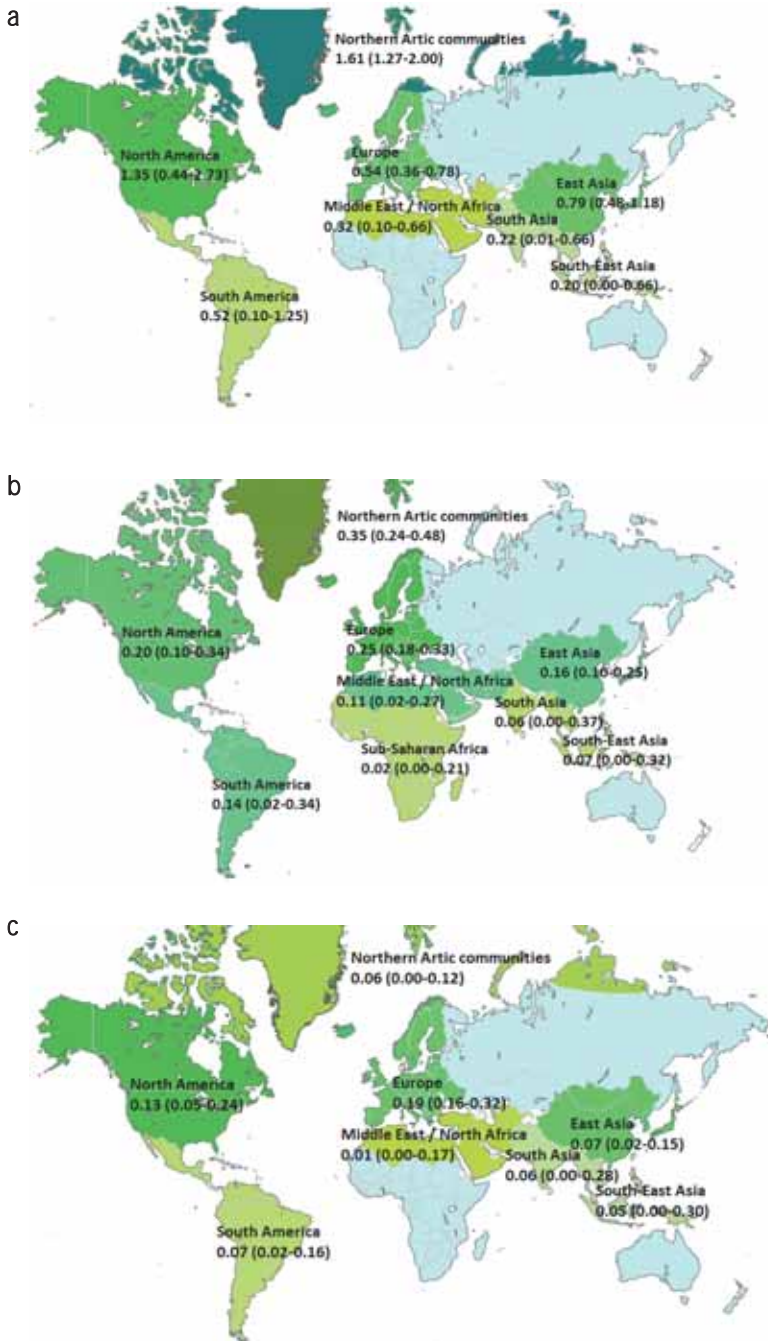 a
Northern Artic communities
1.61 (1.27-2.00)
North America
1.35 (0.44-2.73)
Europe
0.54 (0.36-0.78)
East Asia
0.79 (0.48-1.18)
Middle East / North Africa
0.32 (0.10-0.66)
South Asia
0.22 (0.01-0.66)
South-East Asia
0.20 (0.00-0.66)
South America
0.52 (0.10-1.25)
b
Northern Artic communities
0.35 (0.24-0.48)
North America
0.20 (0.10-0.34)
Europe
0.25 (0.18-0.33)
East Asia
0.16 (0.10-0.25)
Middle East / North Africa
0.11 (0.02-0.27)
South Asia
0.06 (0.00-0.37)
Sub-Saharan Africa
0.02 (0.00-0.21)
South-East Asia
0.07 (0.00-0.32)
South America
0.14 (0.02-0.34)
c
Northern Artic communities
0.06 (0.00-0.12)
North America
0.13 (0.05-0.24)
Europe
0.19 (0.16-0.32)
East Asia
0.07 (0.02-0.15)
Middle East / North Africa
0.01 (0.00-0.17)
South Asia
0.06 (0.00-0.28)
South-East Asia
0.05 (0.00-0.30)
South America
0.07 (0.02-0.16)